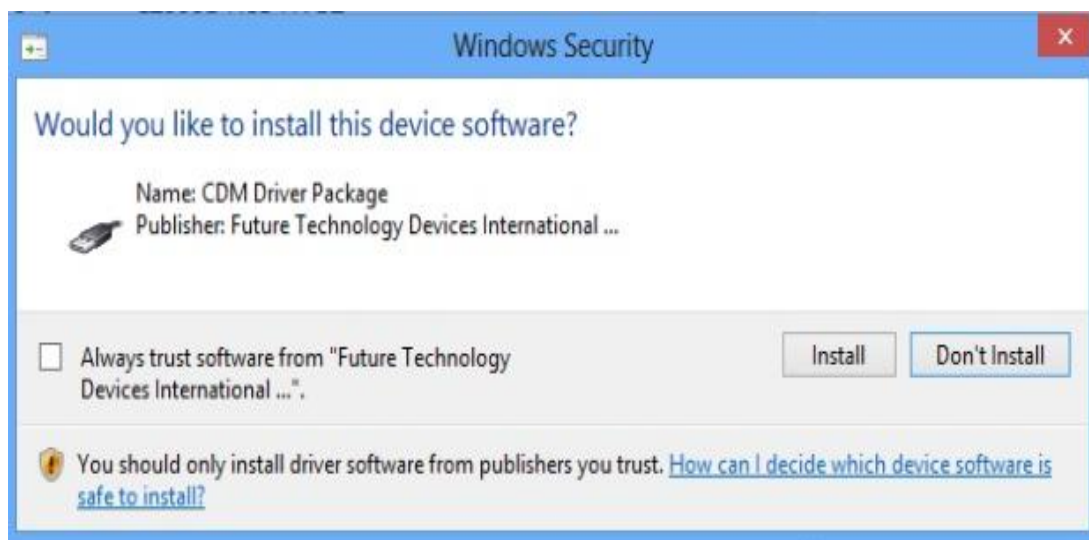 Windows Security
x
Would you like to install this device software?
Name: CDM Driver Package
Publisher: Future Technology Devices International ...
Always trust software from "Future Technology
Devices International ...".
Install
Don't Install
You should only install driver software from publishers you trust. How can I decide which device software is
safe to install?